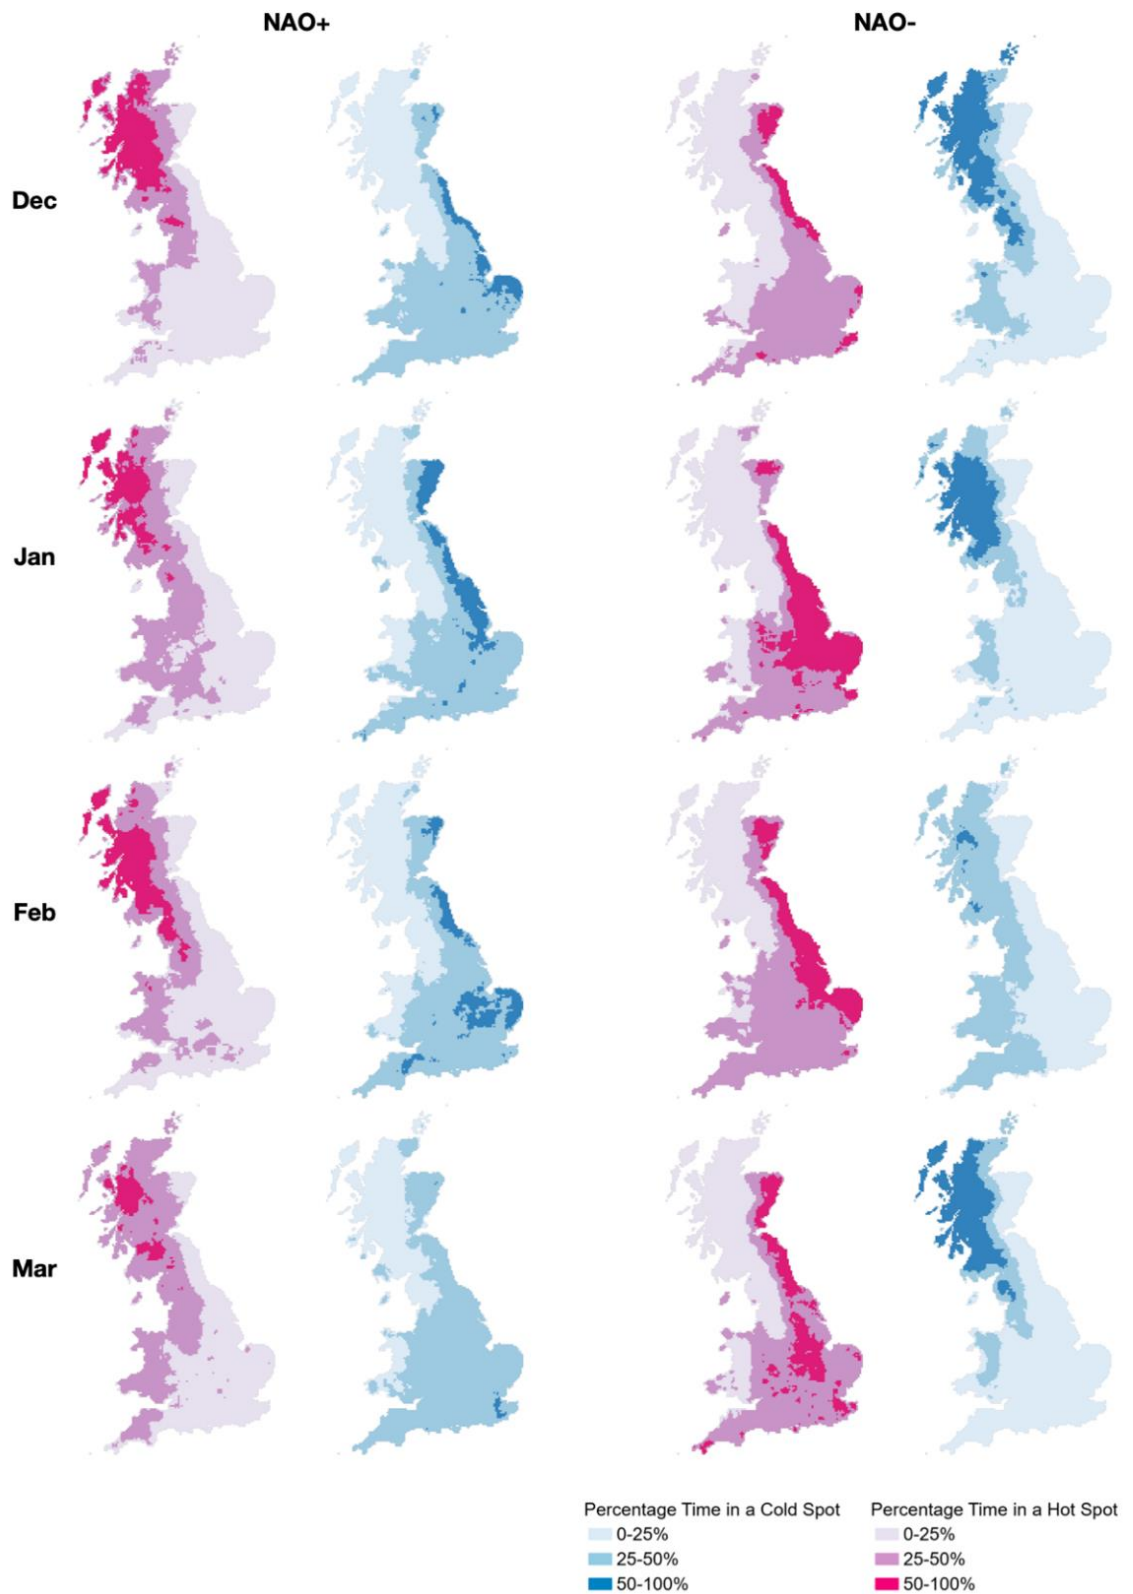 NAO+ NAO-
Dec
Jan
Feb
Mar
Percentage Time in a Cold Spot Percentage Time in a Hot Spot
0-25% 0-25%
25-50% 25-50%
50-100% 50-100%